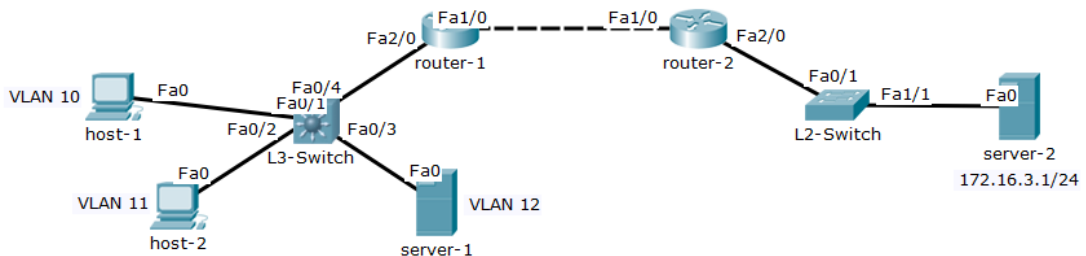 Fa1/0
Fa1/0
Fa2/0
router-1
router-2
Fa2/0
VLAN 10
Fa0
host-1
Fa0/4
Fa0/1
Fa0/2
Fa0/3
L3-Switch
Fa0/1
Fa1/1
L2-Switch
Fa0
server-2
172.16.3.1/24
Fa0
VLAN 11
host-2
Fa0
VLAN 12
server-1